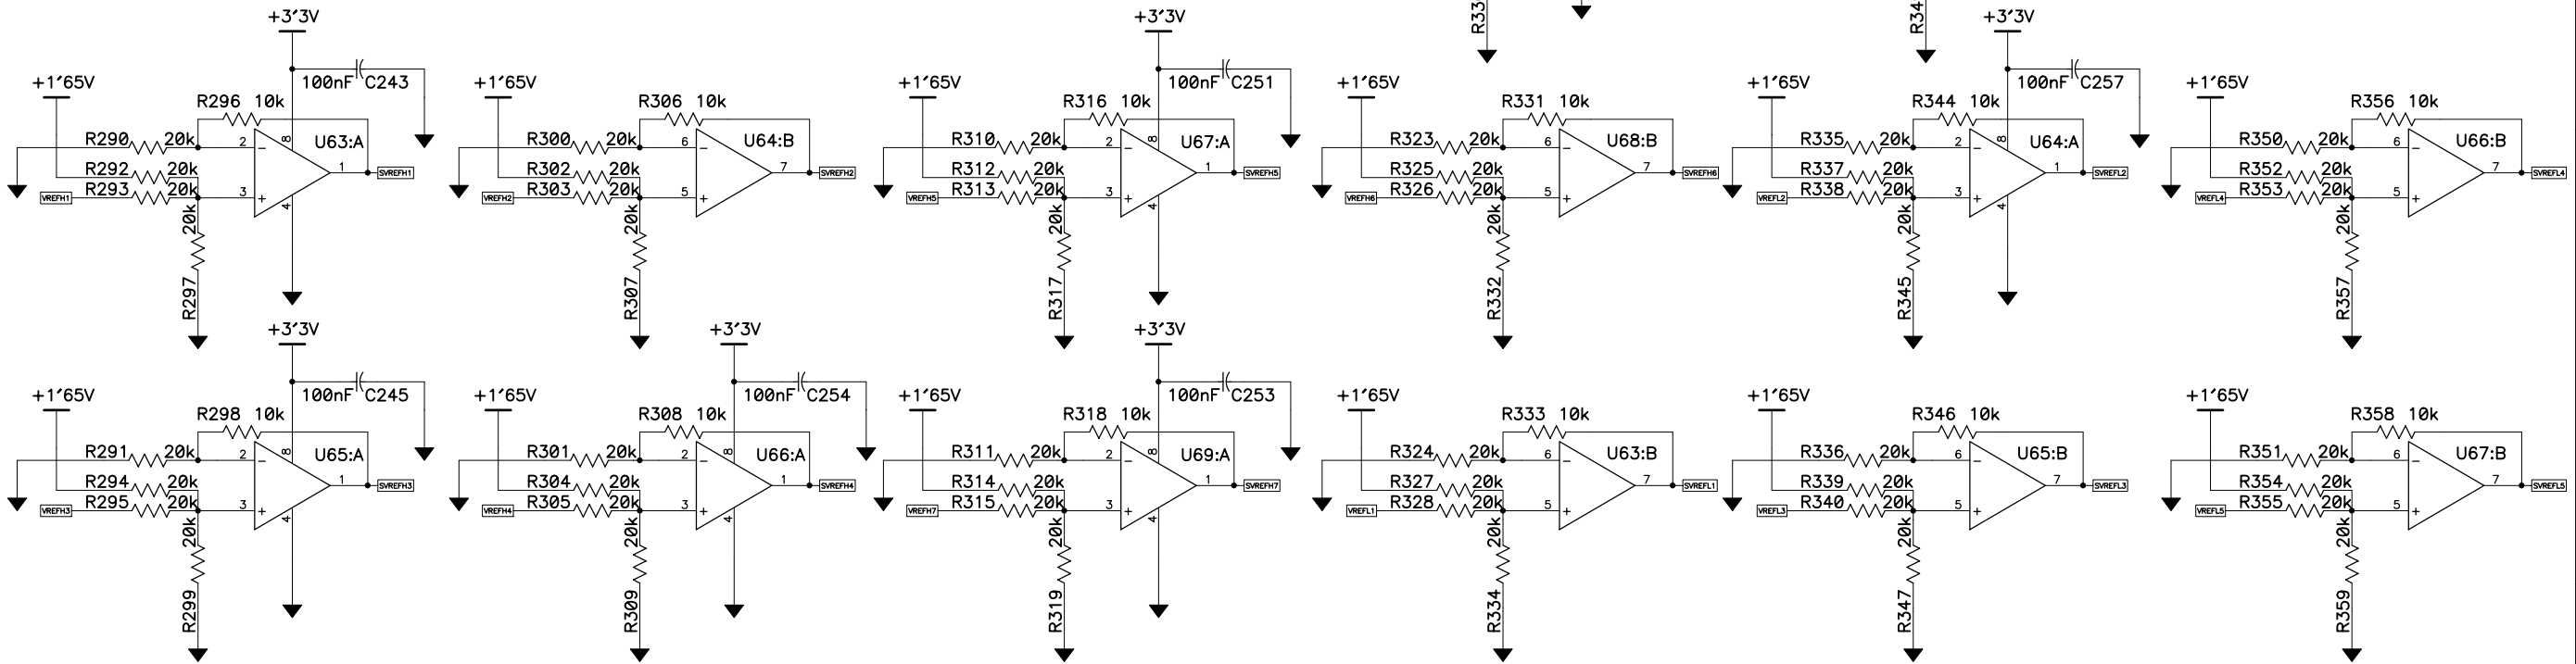 R33
R34
+3'3V
+3'3V
+3'3V
100nF C243
100nF C251
100nF C257
+1'65V
+1'65V
+1'65V
+1'65V
+1'65V
+1'65V
R296 10k
R290 20k
R292 20k
VREFH1 R293 20k
2 − 8 U63:A
3 + 4 1 SVREFH1
20k
R297
R306 10k
R300 20k
R302 20k
VREFH2 R303 20k
6 − U64:B
5 + 7 SVREFH2
20k
R307
R316 10k
R310 20k
R312 20k
VREFH5 R313 20k
2 − 8 U67:A
3 + 4 1 SVREFH5
20k
R317
R331 10k
R323 20k
R325 20k
VREFH6 R326 20k
6 − U68:B
5 + 7 SVREFH6
20k
R332
R344 10k
R335 20k
R337 20k
VREFL2 R338 20k
2 − 8 U64:A
3 + 4 1 SVREFL2
20k
R345
R356 10k
R350 20k
R352 20k
VREFL4 R353 20k
6 − U66:B
5 + 7 SVREFL4
20k
R357
+3'3V
+3'3V
+3'3V
100nF C245
100nF C254
100nF C253
+1'65V
+1'65V
+1'65V
+1'65V
+1'65V
+1'65V
R298 10k
R291 20k
R294 20k
VREFH3 R295 20k
2 − 8 U65:A
3 + 4 1 SVREFH3
20k
R299
R308 10k
R301 20k
R304 20k
VREFH4 R305 20k
2 − 8 U66:A
3 + 4 1 SVREFH4
20k
R309
R318 10k
R311 20k
R314 20k
VREFH7 R315 20k
2 − 8 U69:A
3 + 4 1 SVREFH7
20k
R319
R333 10k
R324 20k
R327 20k
VREFL1 R328 20k
6 − U63:B
5 + 7 SVREFL1
20k
R334
R346 10k
R336 20k
R339 20k
VREFL3 R340 20k
6 − U65:B
5 + 7 SVREFL3
20k
R347
R358 10k
R351 20k
R354 20k
VREFL5 R355 20k
6 − U67:B
5 + 7 SVREFL5
20k
R359